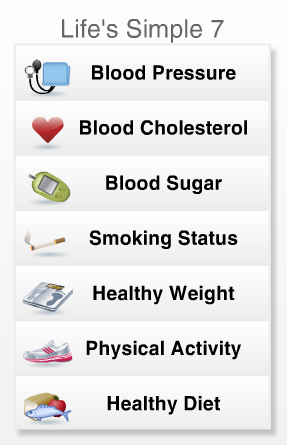 Life's Simple 7
Blood Pressure
Blood Cholesterol
Blood Sugar
Smoking Status
Healthy Weight
Physical Activity
Healthy Diet